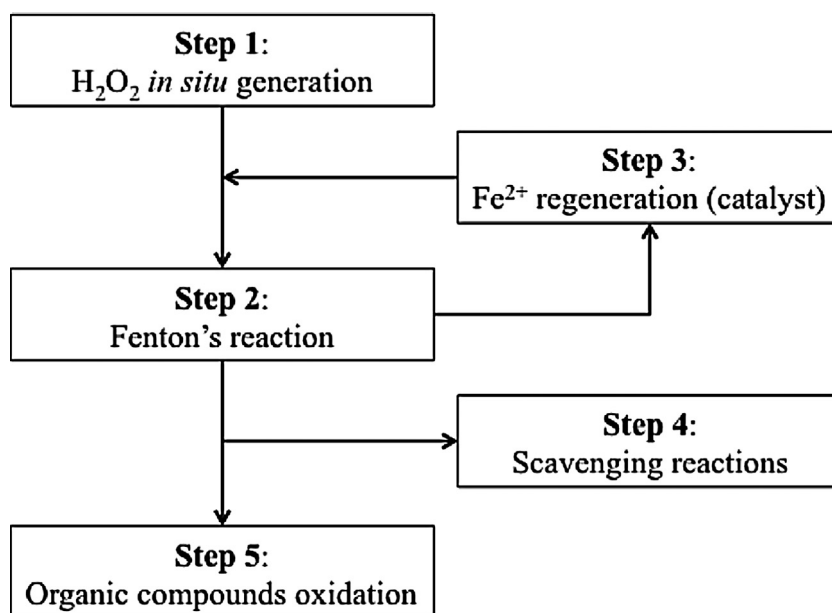 Step 1:
H₂O₂ in situ generation
Step 3:
Fe²⁺ regeneration (catalyst)
Step 2:
Fenton's reaction
Step 4:
Scavenging reactions
Step 5:
Organic compounds oxidation